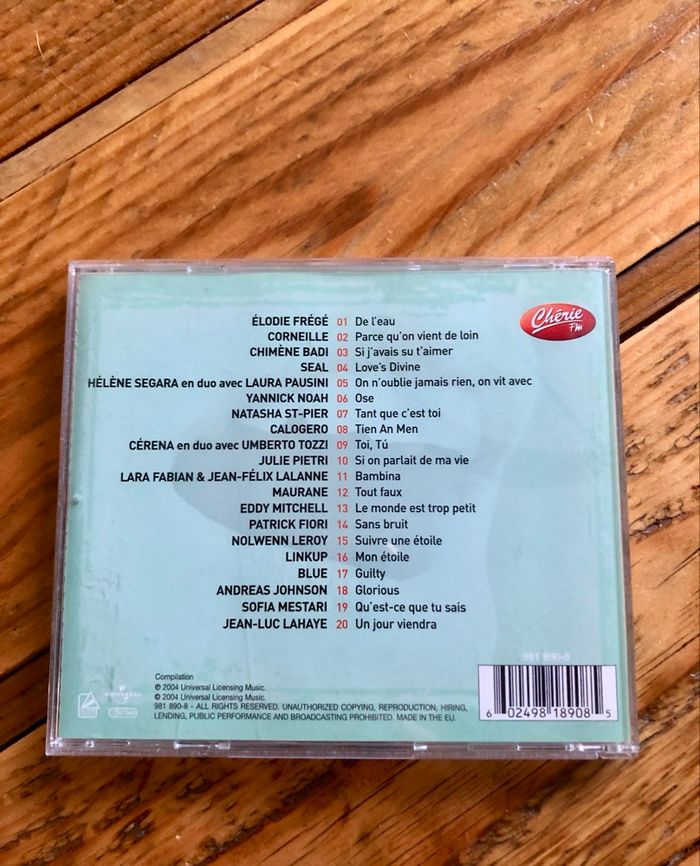 Chérie
FM
ÉLODIE FRÉGÉ 01 De l'eau
CORNEILLE 02 Parce qu'on vient de loin
CHIMÈNE BADI 03 Si j'avais su t'aimer
SEAL 04 Love's Divine
HÉLÈNE SEGARA en duo avec LAURA PAUSINI 05 On n'oublie jamais rien, on vit avec
YANNICK NOAH 06 Ose
NATASHA ST-PIER 07 Tant que c'est toi
CALOGERO 08 Tien An Men
CÉRENA en duo avec UMBERTO TOZZI 09 Toi, Tú
JULIE PIETRI 10 Si on parlait de ma vie
LARA FABIAN & JEAN-FÉLIX LALANNE 11 Bambina
MAURANE 12 Tout faux
EDDY MITCHELL 13 Le monde est trop petit
PATRICK FIORI 14 Sans bruit
NOLWENN LEROY 15 Suivre une étoile
LINKUP 16 Mon étoile
BLUE 17 Guilty
ANDREAS JOHNSON 18 Glorious
SOFIA MESTARI 19 Qu'est-ce que tu sais
JEAN-LUC LAHAYE 20 Un jour viendra
981 890-8
Compilation
℗ 2004 Universal Licensing Music.
© 2004 Universal Licensing Music.
981 890-8 - ALL RIGHTS RESERVED. UNAUTHORIZED COPYING, REPRODUCTION, HIRING,
LENDING, PUBLIC PERFORMANCE AND BROADCASTING PROHIBITED. MADE IN THE EU.
UNIVERSAL
6 02498 18908 5